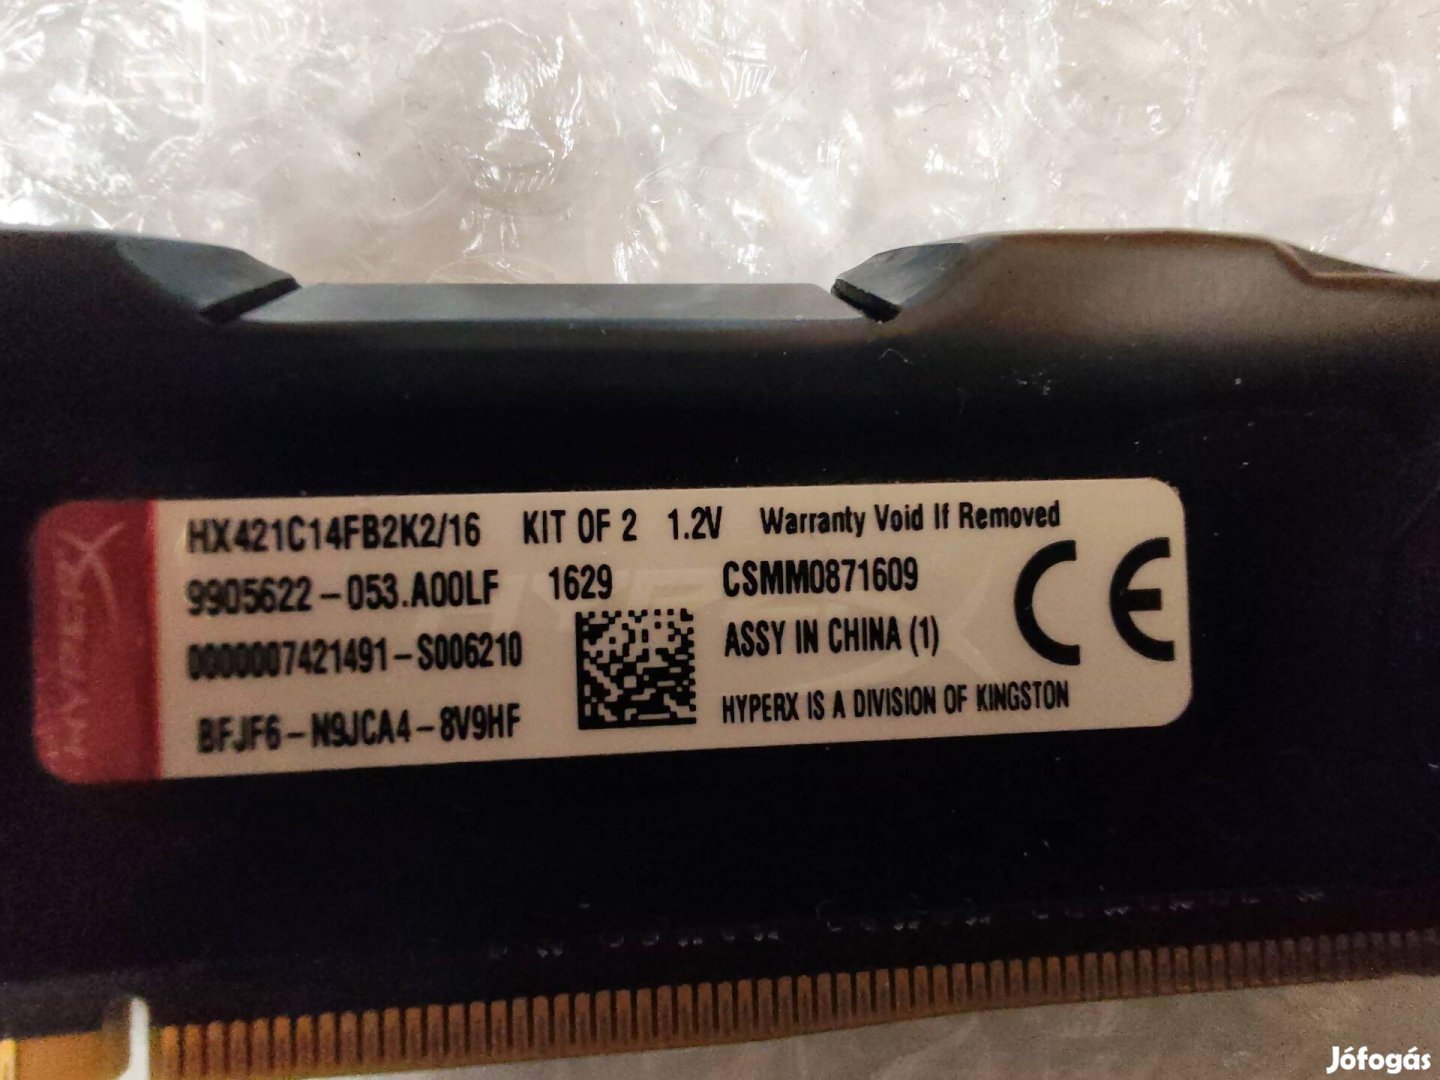 HYPERX
HX421C14FB2K2/16 KIT OF 2 1.2V Warranty Void If Removed
9905622-053.A00LF 1629 CSMM0871609
0000007421491-S006210 ASSY IN CHINA (1)
BFJF6-N9JCA4-8V9HF HYPERX IS A DIVISION OF KINGSTON
CE
Jófogás